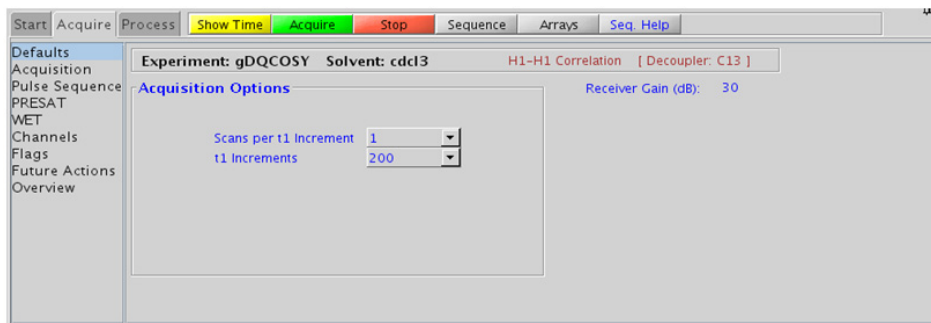 Start Acquire Process Show Time Acquire Stop Sequence Arrays Seq. Help
Defaults
Acquisition
Pulse Sequence
PRESAT
WET
Channels
Flags
Future Actions
Overview
Experiment: gDQCOSY Solvent: cdcl3 H1-H1 Correlation [ Decoupler: C13 ]
Acquisition Options
Receiver Gain (dB): 30
Scans per t1 Increment 1
t1 Increments 200